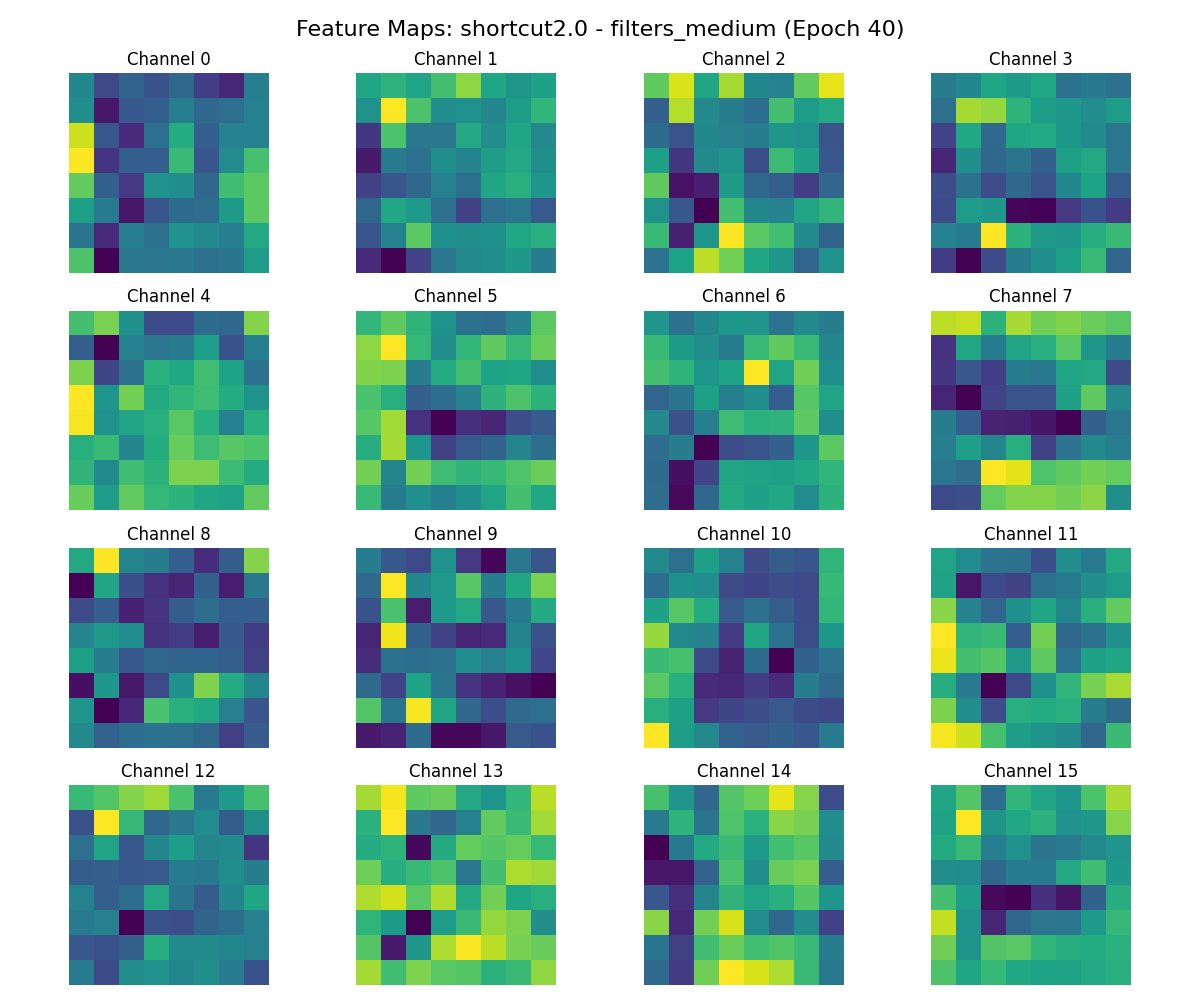 Feature Maps: shortcut2.0 - filters_medium (Epoch 40)
Channel 0
Channel 1
Channel 2
Channel 3
Channel 4
Channel 5
Channel 6
Channel 7
Channel 8
Channel 9
Channel 10
Channel 11
Channel 12
Channel 13
Channel 14
Channel 15